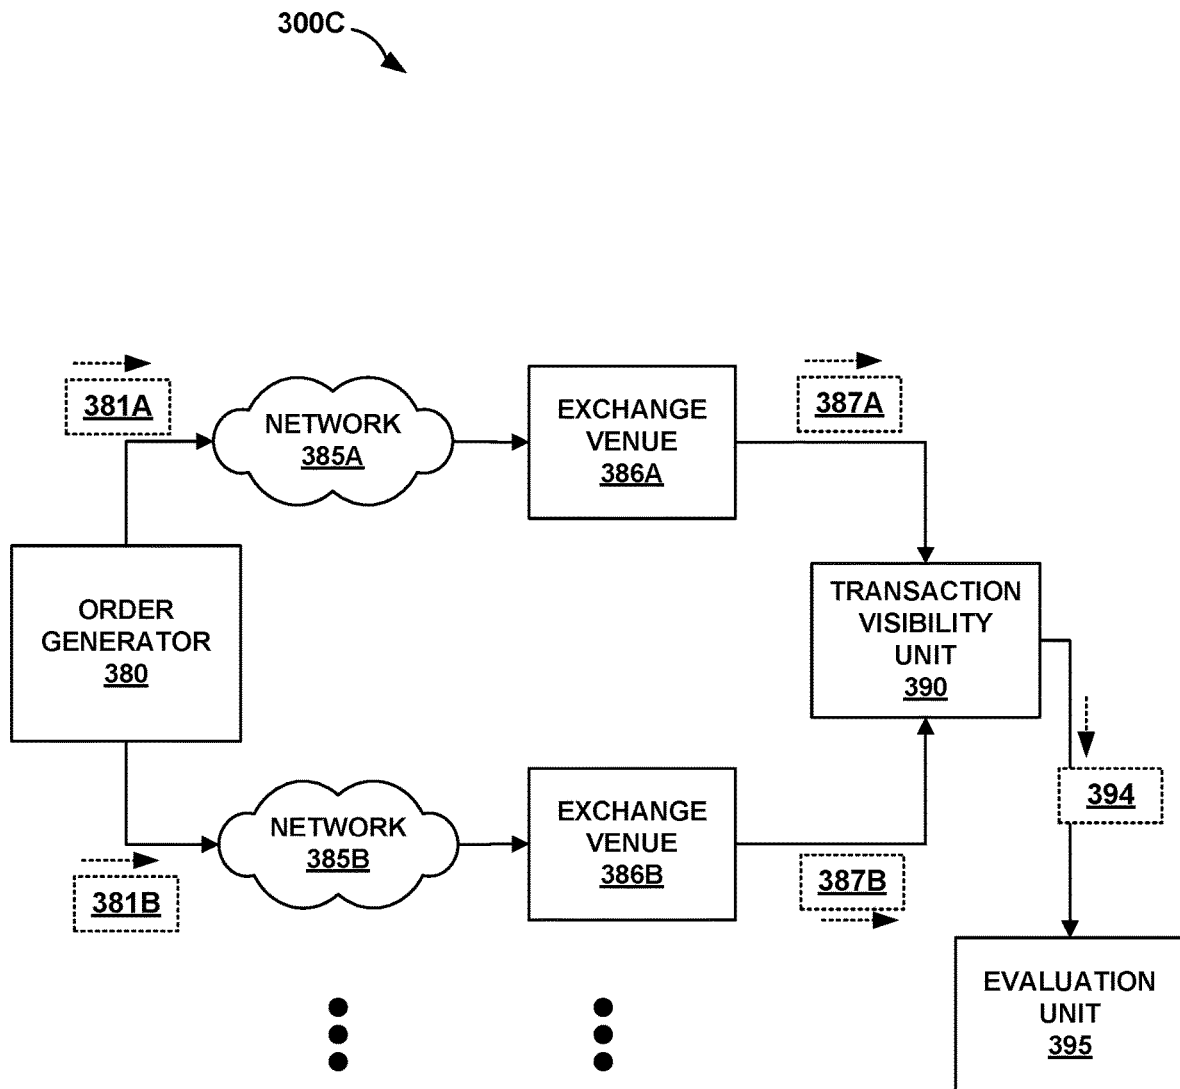 300C
381A
387A
NETWORK
385A
EXCHANGE
VENUE
386A
ORDER
GENERATOR
380
TRANSACTION
VISIBILITY
UNIT
390
394
NETWORK
385B
EXCHANGE
VENUE
386B
381B
387B
EVALUATION
UNIT
395